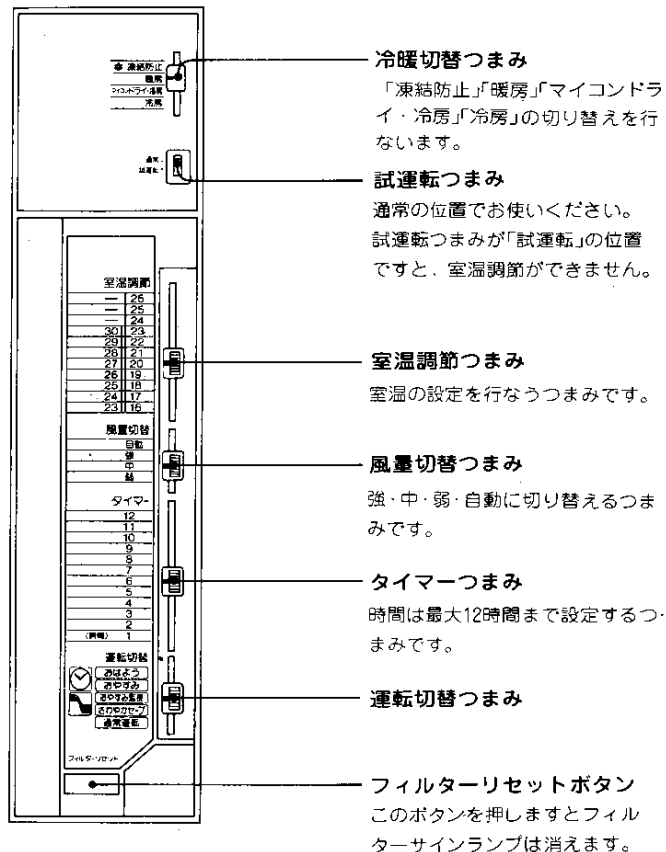 ＊ 凍結防止
暖房
マイコンドライ・冷房
冷房
通常
試運転
室温調節
— 26
— 25
— 24
30 23
29 22
28 21
27 20
26 19
25 18
24 17
23 16
風量切替
自動
強
中
弱
タイマー
12
11
10
9
8
7
6
5
4
3
2
(時間) 1
運転切替
おはよう
おやすみ
おやすみ監視
さわやかセーブ
通常運転
フィルターリセット
冷暖切替つまみ
「凍結防止」「暖房」「マイコンドラ
イ・冷房」「冷房」の切り替えを行
ないます。
試運転つまみ
通常の位置でお使いください。
試運転つまみが「試運転」の位置
ですと、室温調節ができません。
室温調節つまみ
室温の設定を行なうつまみです。
風量切替つまみ
強・中・弱・自動に切り替えるつま
みです。
タイマーつまみ
時間は最大12時間まで設定するつ
まみです。
運転切替つまみ
フィルターリセットボタン
このボタンを押しますとフィル
ターサインランプは消えます。